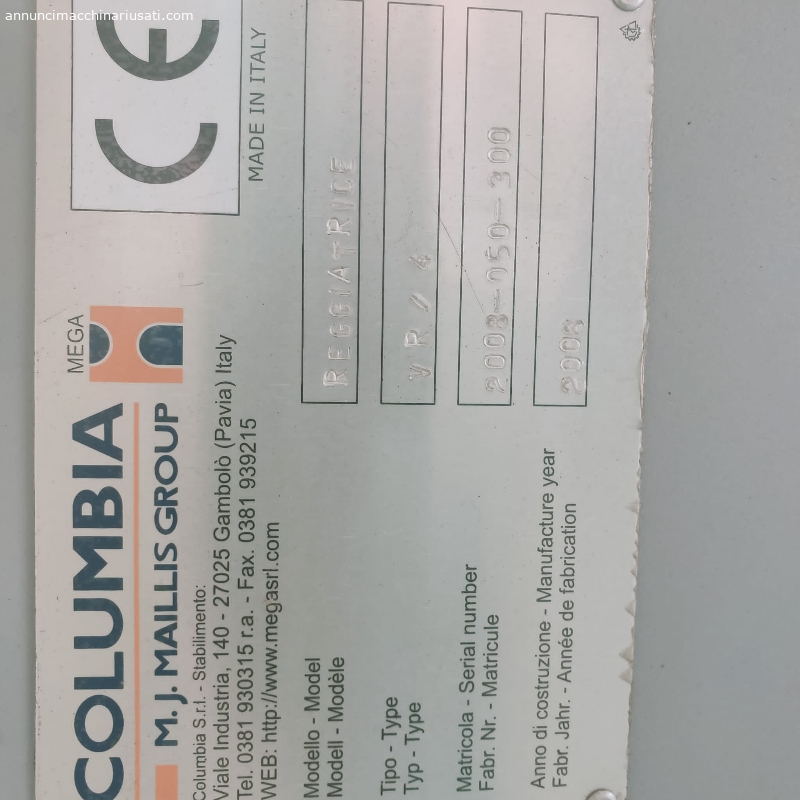 annuncimacchinariusati.com
COLUMBIA
MEGA
M. J. MAILLIS GROUP
CE
MADE IN ITALY
Columbia S.r.l. - Stabilimento:
Viale Industria, 140 - 27025 Gambolò (Pavia) Italy
Tel. 0381 930315 r.a. - Fax. 0381 939215
WEB: http://www.megasrl.com
Modello - Model
Modell - Modèle
REGGIATRICE
Tipo - Type
Typ - Type
VR/4
Matricola - Serial number
Fabr. Nr. - Matricule
2008-050-300
Anno di costruzione - Manufacture year
Fabr. Jahr. - Année de fabrication
2008